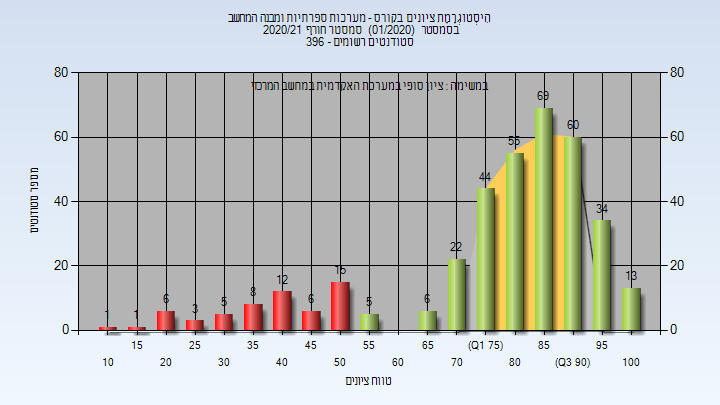 היסטוגרמת ציונים בקורס - מערכות ספרתיות ומבנה המחשב
בסמסטר (01/2020) סמסטר חורף 2020/21
סטודנטים רשומים - 396
במשימה : ציון סופי במערכת האקדמית במחשב המרכזי
80 80
60 60
40 40
20 20
0 0
מספר סטודנטים
1 1 6 3 5 8 12 6 15 5 6 22 44 55 69 60 34 13
15 25 35 45 55 65 (Q1 75) 85 95
10 20 30 40 50 60 70 80 (Q3 90) 100
טווח ציונים